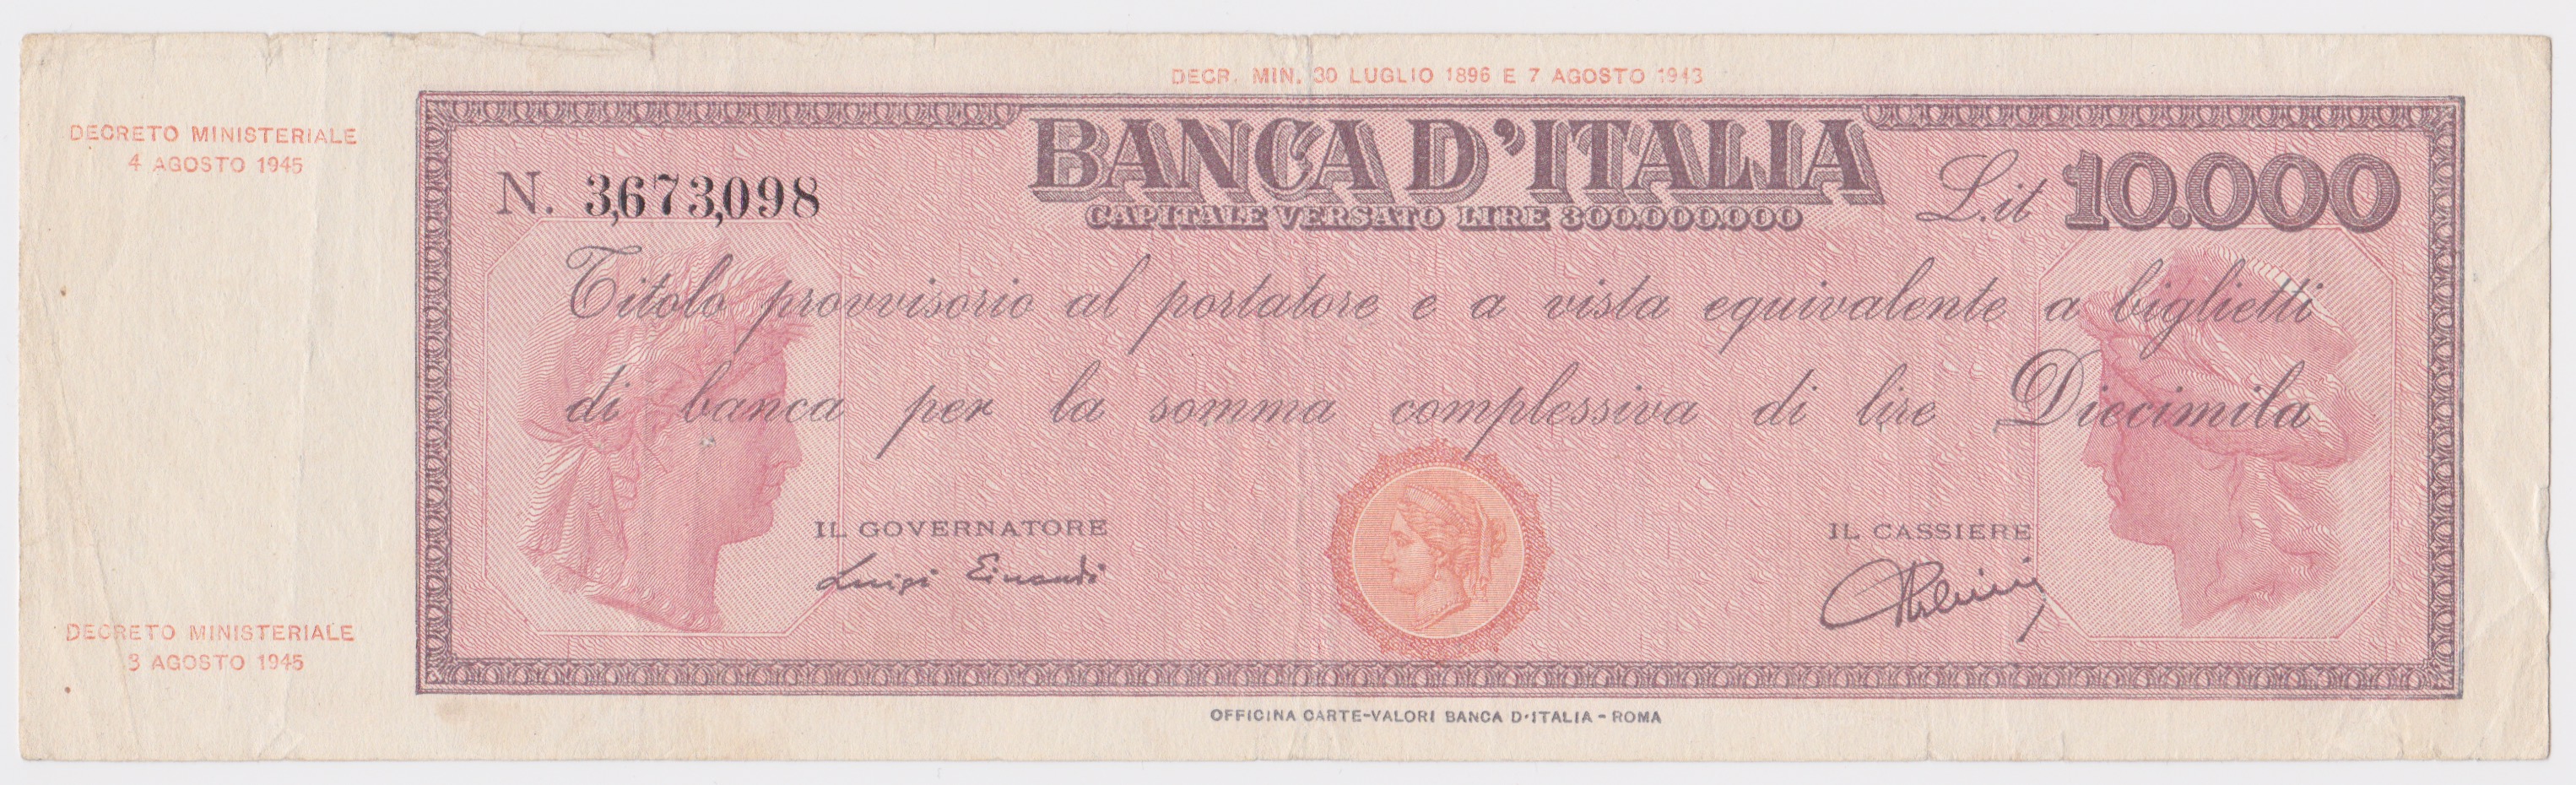 DECR. MIN. 30 LUGLIO 1896 E 7 AGOSTO 1943
DECRETO MINISTERIALE
4 AGOSTO 1945
BANCA D'ITALIA
CAPITALE VERSATO LIRE 300.000.000
N. 3,673,098
L.it 10.000
Titolo provvisorio al portatore e a vista equivalente a biglietti
di banca per la somma complessiva di lire Diecimila
IL GOVERNATORE
Luigi Einaudi
IL CASSIERE
DECRETO MINISTERIALE
3 AGOSTO 1945
OFFICINA CARTE-VALORI BANCA D'ITALIA - ROMA